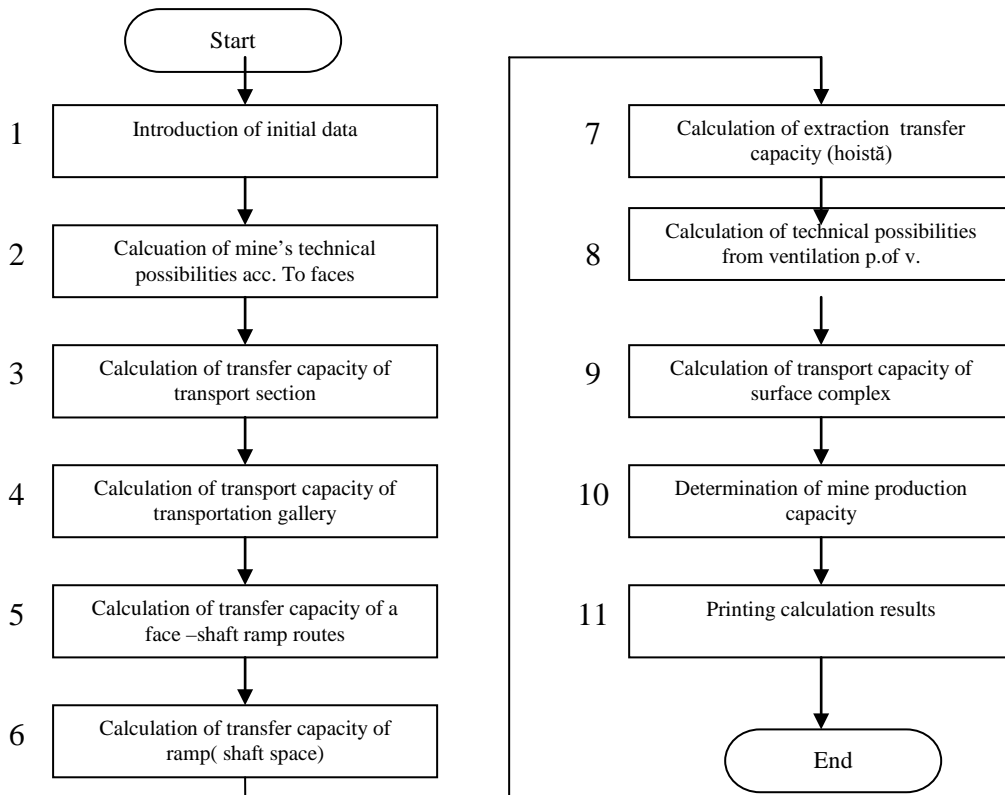 Start
1
Introduction of initial data
2
Calcuation of mine's technical
possibilities acc. To faces
3
Calculation of transfer capacity of
transport section
4
Calculation of transport capacity of
transportation gallery
5
Calculation of transfer capacity of a
face –shaft ramp routes
6
Calculation of transfer capacity of
ramp( shaft space)
7
Calculation of extraction transfer
capacity (hoistă)
8
Calculation of technical possibilities
from ventilation p.of v.
9
Calculation of transport capacity of
surface complex
10
Determination of mine production
capacity
11
Printing calculation results
End